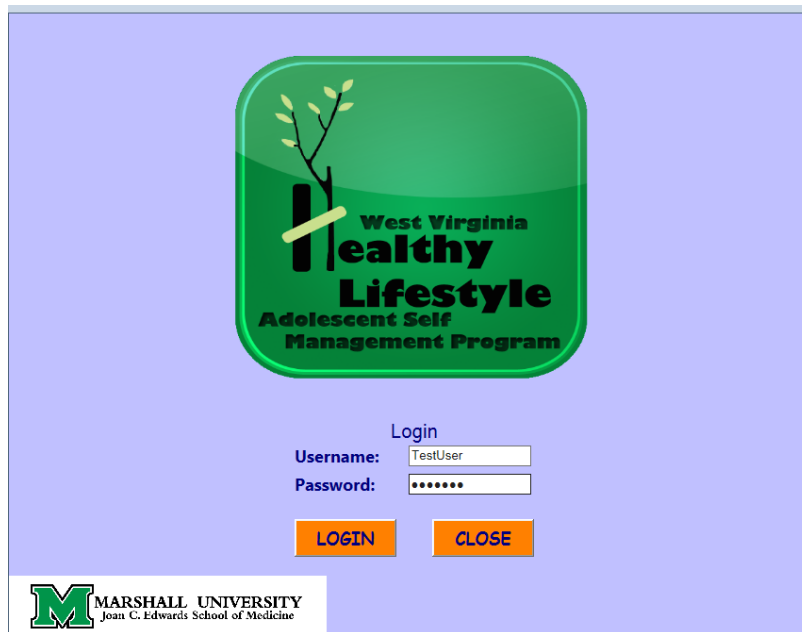 West Virginia
Healthy
Lifestyle
Adolescent Self
Management Program
Login
Username: TestUser
Password: •••••••
LOGIN CLOSE
M MARSHALL UNIVERSITY
Joan C. Edwards School of Medicine